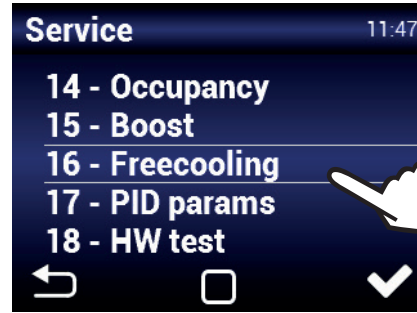 Service 11:47
14 - Occupancy
15 - Boost
16 - Freecooling
17 - PID params
18 - HW test